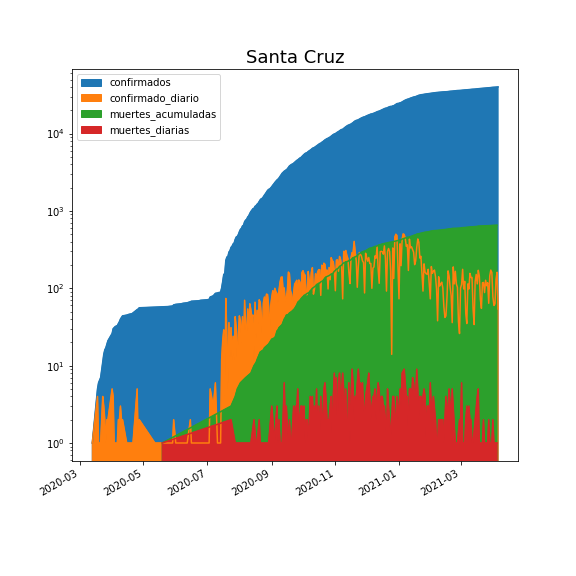 Santa Cruz
confirmados
confirmado_diario
muertes_acumuladas
muertes_diarias
10^4
10^3
10^2
10^1
10^0
2020-03
2020-05
2020-07
2020-09
2020-11
2021-01
2021-03